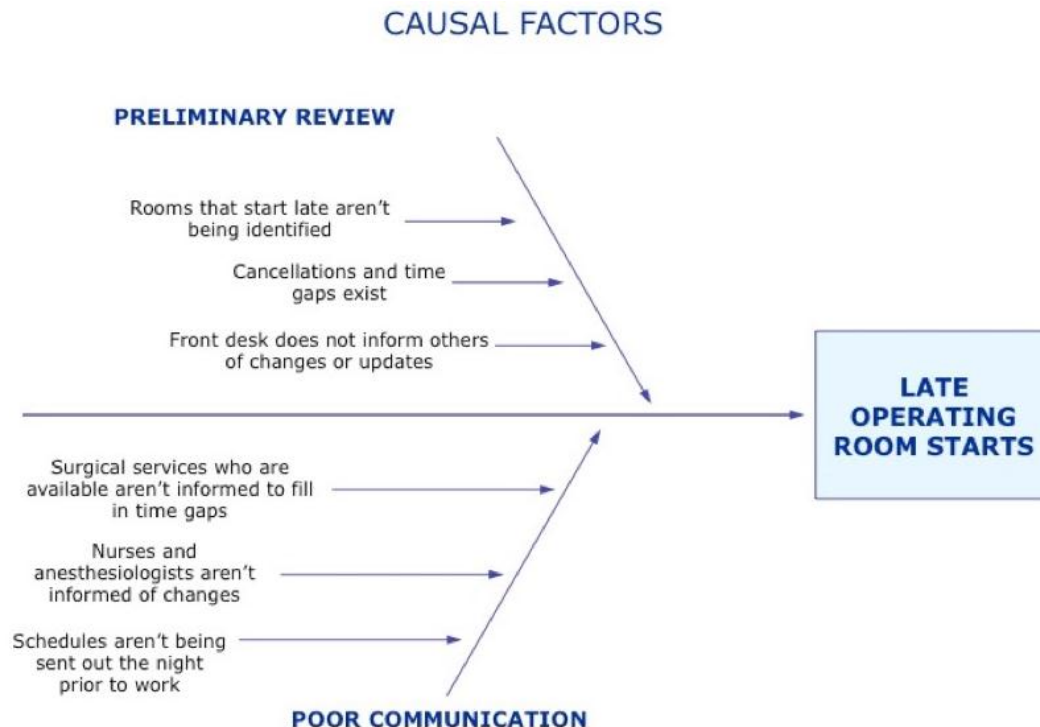 CAUSAL FACTORS
PRELIMINARY REVIEW
Rooms that start late aren't
being identified
Cancellations and time
gaps exist
Front desk does not inform others
of changes or updates
LATE
OPERATING
ROOM STARTS
Surgical services who are
available aren't informed to fill
in time gaps
Nurses and
anesthesiologists aren't
informed of changes
Schedules aren't being
sent out the night
prior to work
POOR COMMUNICATION